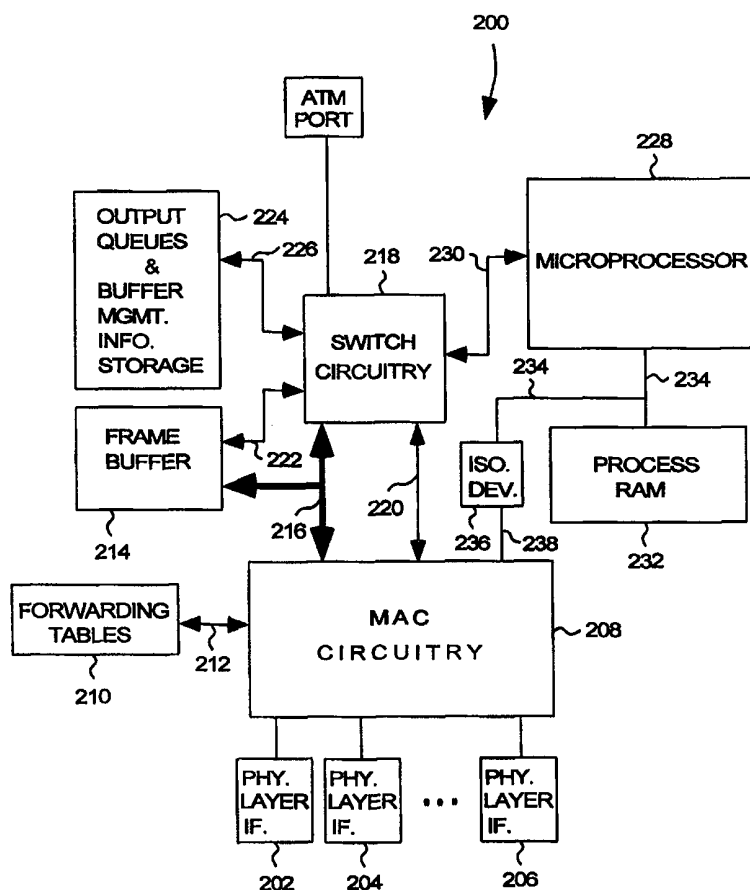 200
ATM
PORT
228
OUTPUT
QUEUES
&
BUFFER
MGMT.
INFO.
STORAGE
224
226
218
230
MICROPROCESSOR
SWITCH
CIRCUITRY
234
234
FRAME
BUFFER
222
214
216
220
ISO.
DEV.
236
238
PROCESS
RAM
232
FORWARDING
TABLES
210
212
MAC
CIRCUITRY
208
PHY.
LAYER
IF.
202
PHY.
LAYER
IF.
204
•••
PHY.
LAYER
IF.
206